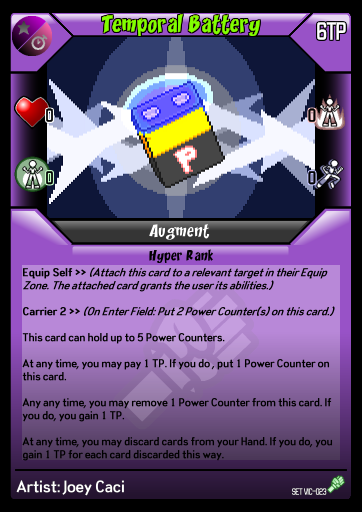 Temporal Battery
6TP
0
0
0
0
P
Augment
Hyper Rank
Equip Self >> (Attach this card to a relevant target in their Equip
Zone. The attached card grants the user its abilities.)
Carrier 2 >> (On Enter Field: Put 2 Power Counter(s) on this card.)
This card can hold up to 5 Power Counters.
At any time, you may pay 1 TP. If you do , put 1 Power Counter on
this card.
Any any time, you may remove 1 Power Counter from this card. If
you do, you gain 1 TP.
At any time, you may discard cards from your Hand. If you do, you
gain 1 TP for each card discarded this way.
Artist: Joey Caci
SET VIC-023